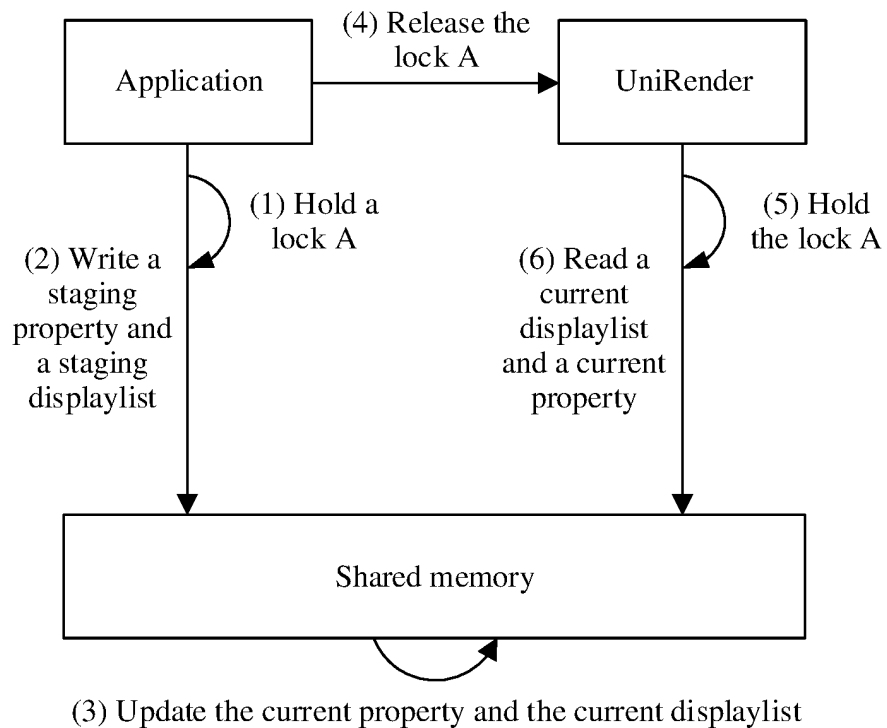 (4) Release the
lock A
Application
UniRender
(1) Hold a
lock A
(5) Hold
the lock A
(2) Write a
staging
property and
a staging
displaylist
(6) Read a
current
displaylist
and a current
property
Shared memory
(3) Update the current property and the current displaylist